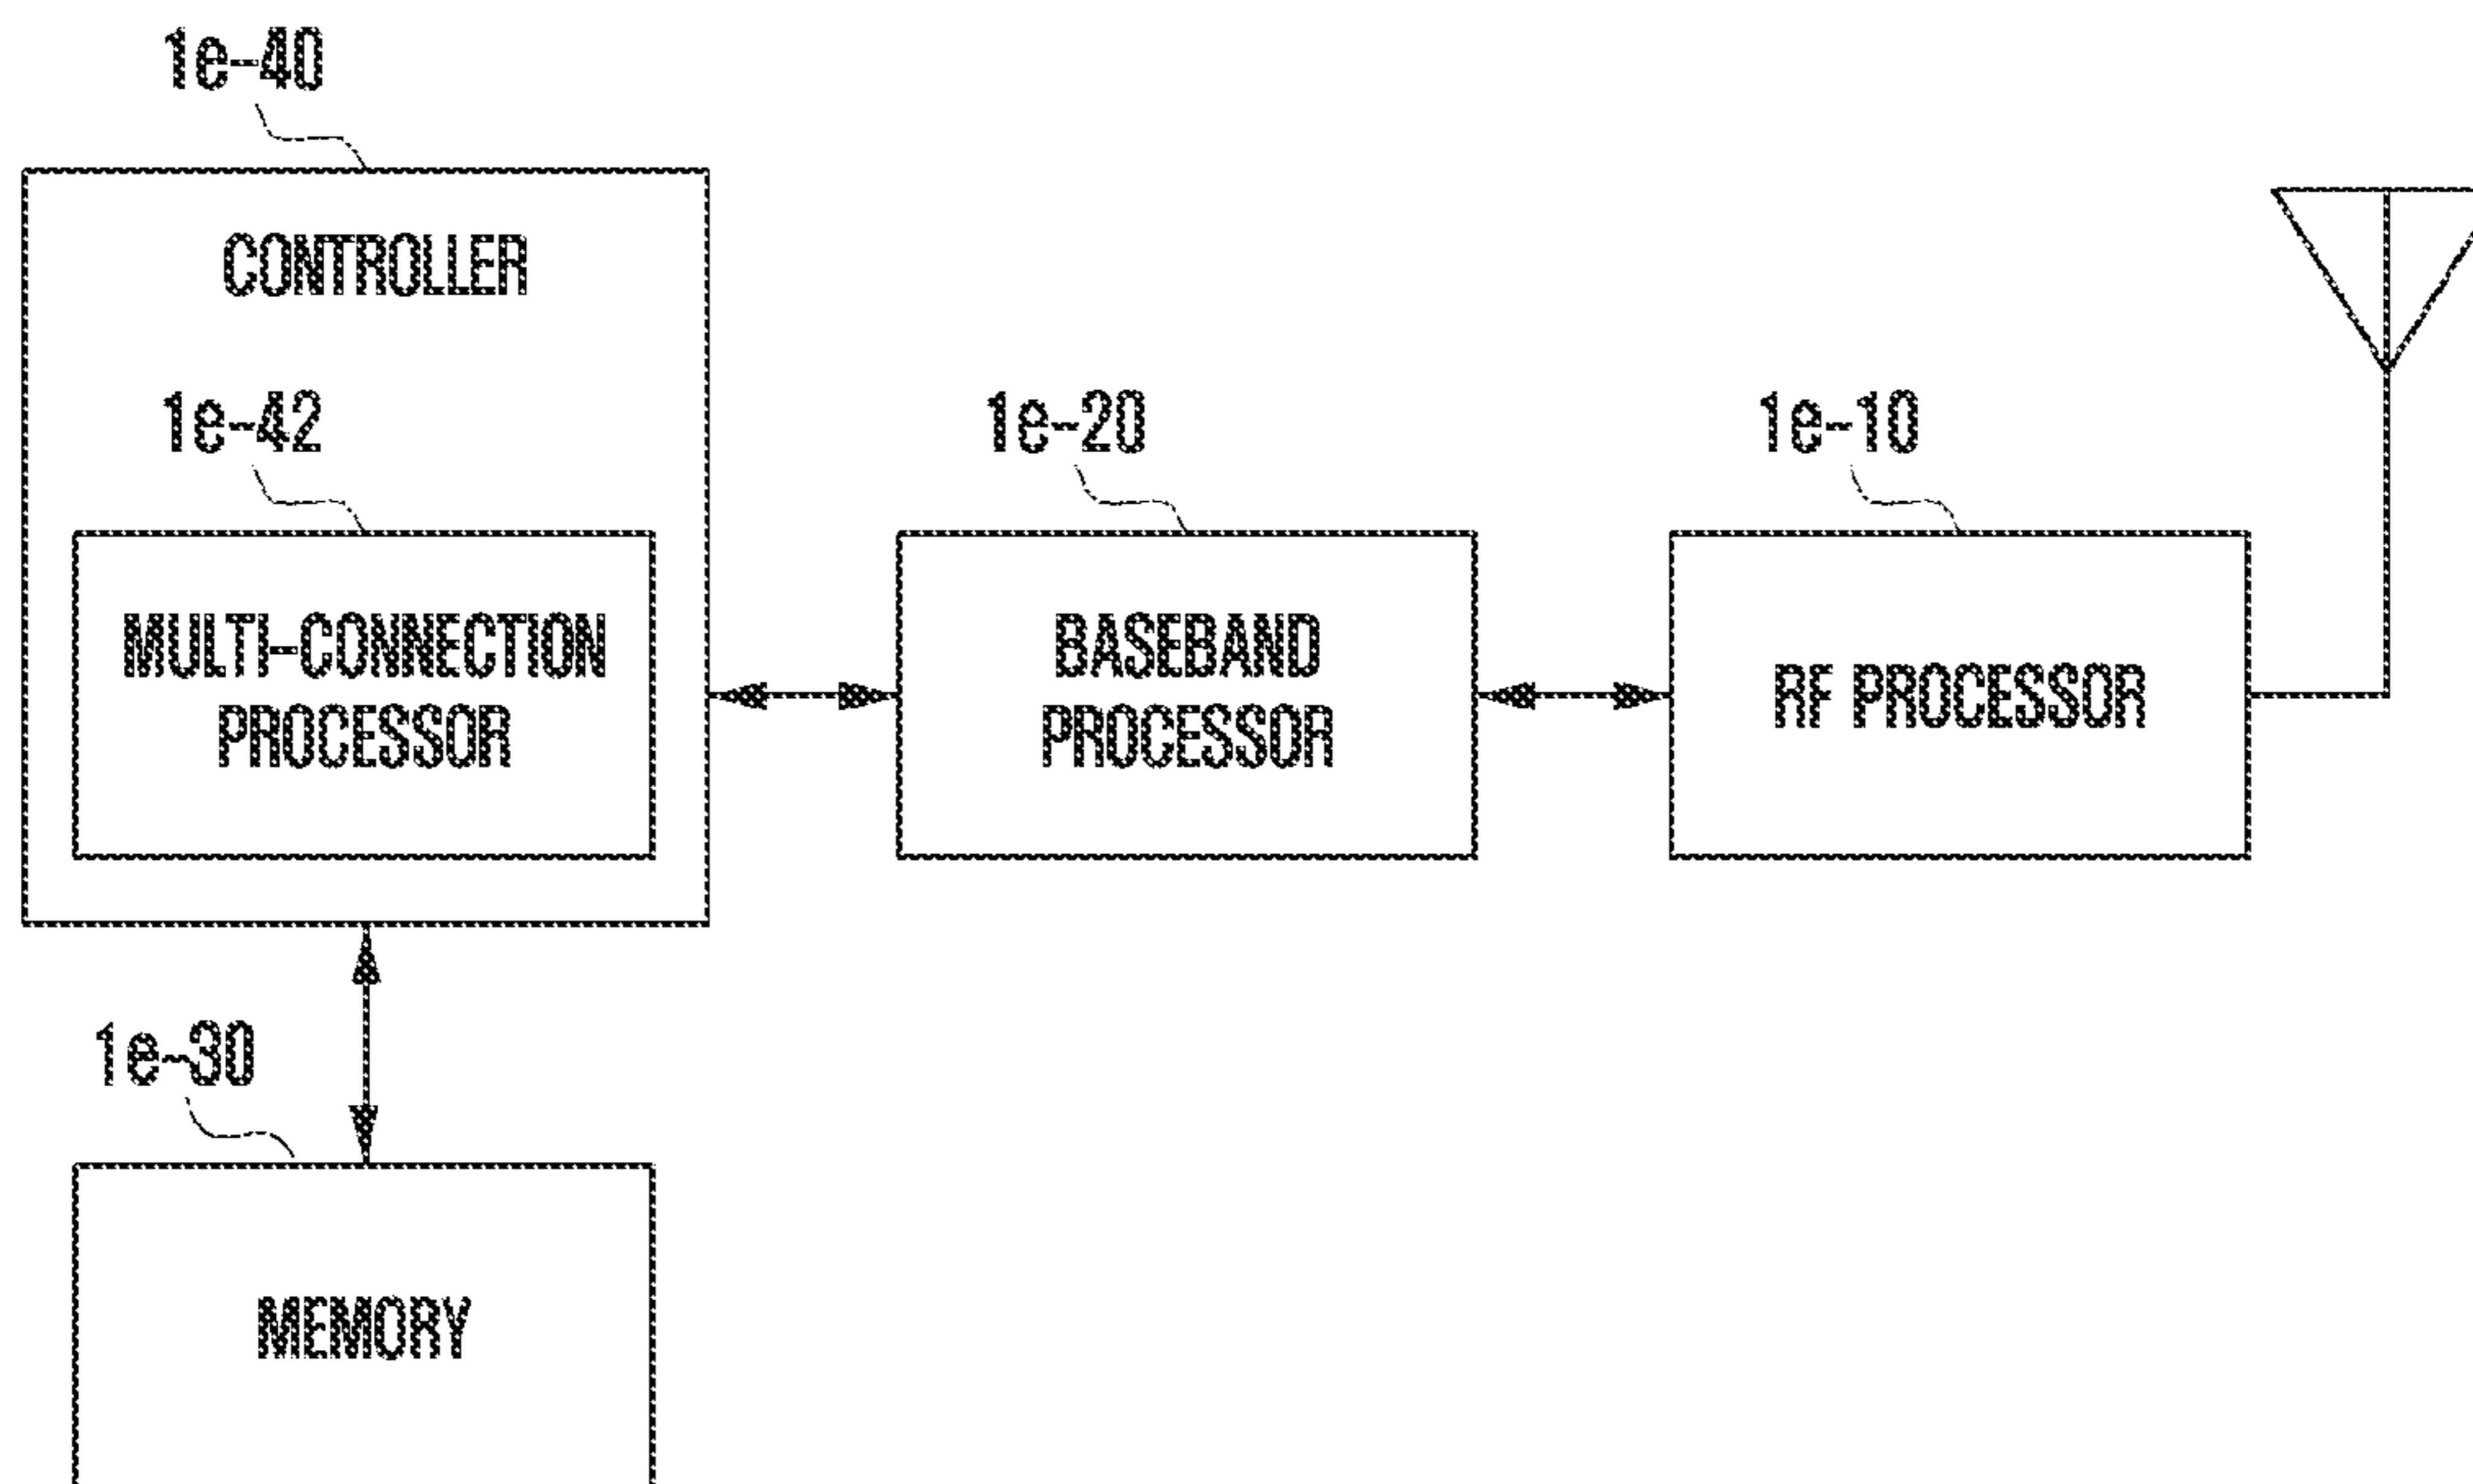 1e-40
CONTROLLER
1e-42
MULTI-CONNECTION
PROCESSOR
1e-20
BASEBAND
PROCESSOR
1e-10
RF PROCESSOR
1e-30
MEMORY